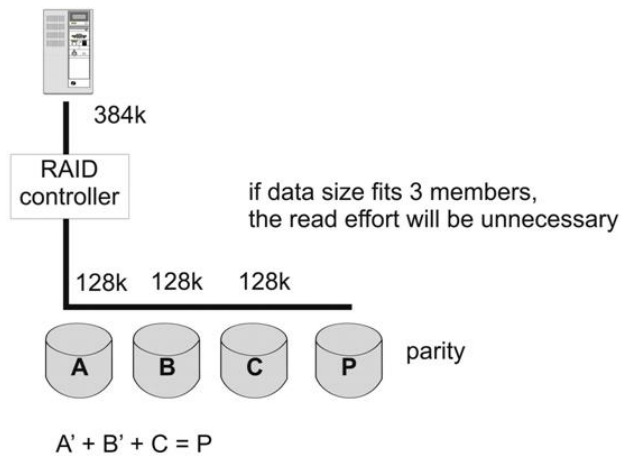 384k
RAID
controller
if data size fits 3 members,
the read effort will be unnecessary
128k 128k 128k
A B C P parity
A' + B' + C = P